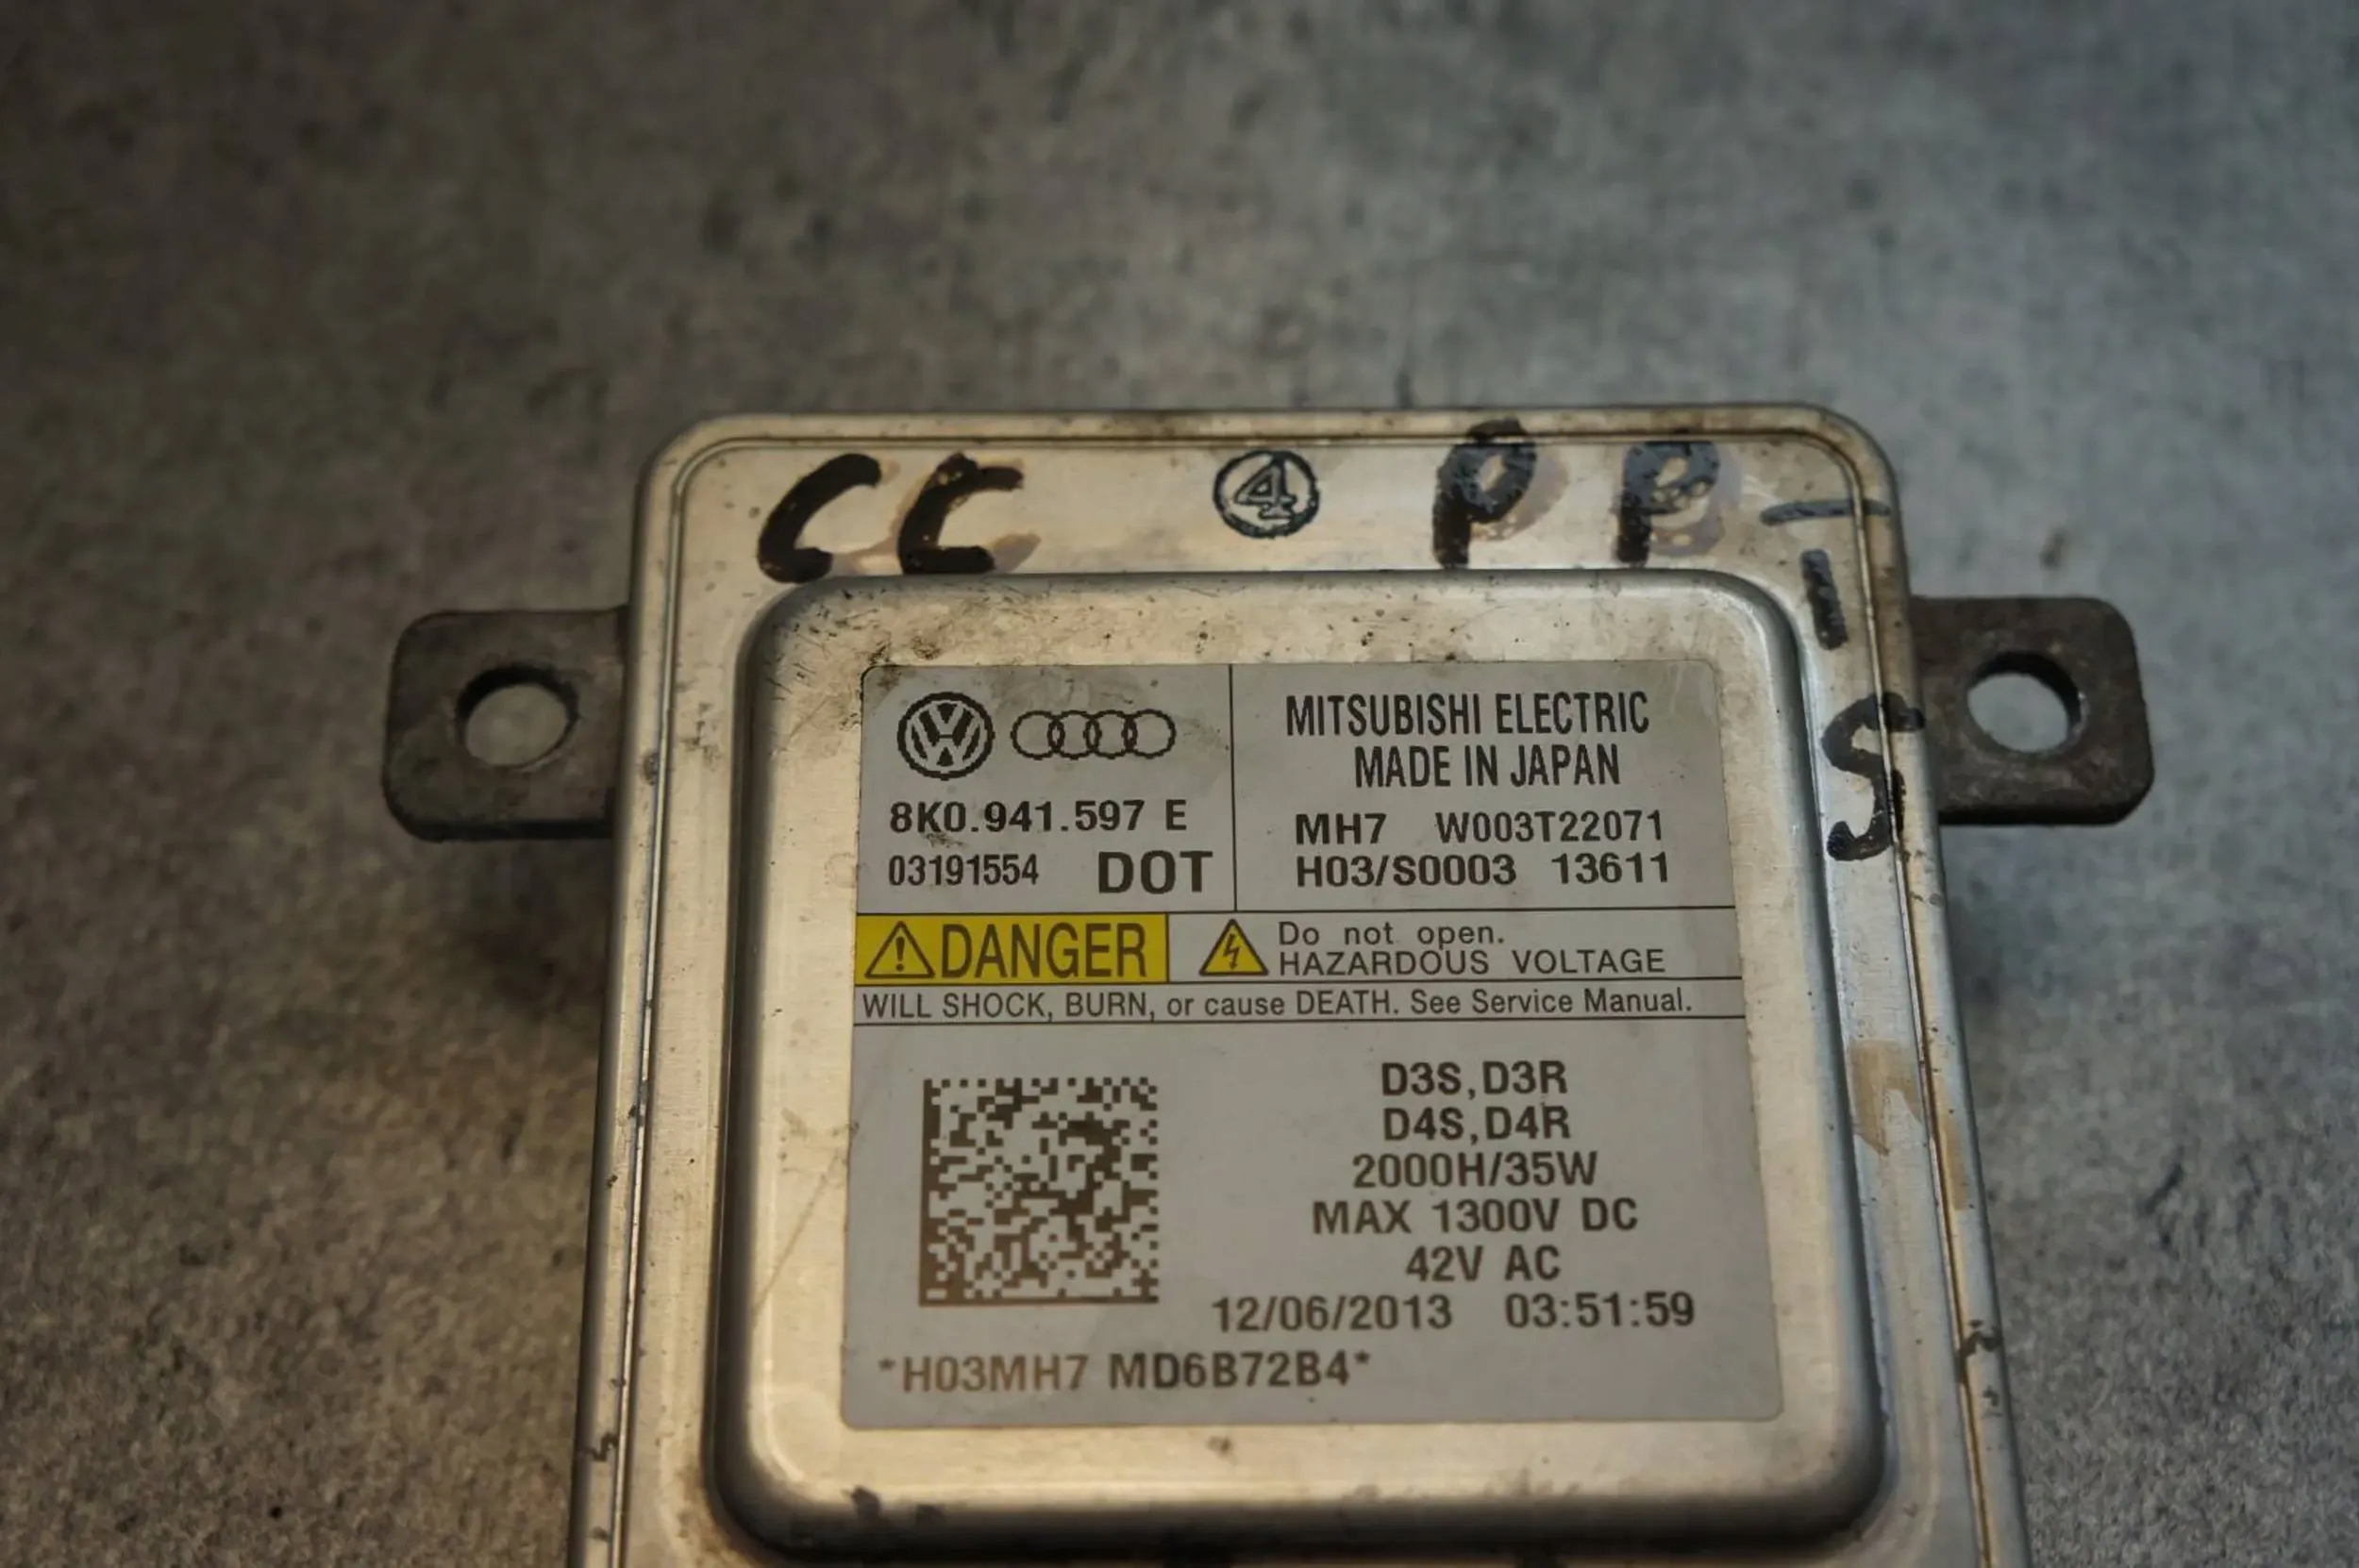 CC ④ PP-
I
S
8K0.941.597 E
03191554 DOT
MITSUBISHI ELECTRIC
MADE IN JAPAN
MH7 W003T22071
H03/S0003 13611
DANGER
Do not open.
HAZARDOUS VOLTAGE
WILL SHOCK, BURN, or cause DEATH. See Service Manual.
D3S,D3R
D4S,D4R
2000H/35W
MAX 1300V DC
42V AC
12/06/2013 03:51:59
*H03MH7 MD6B72B4*